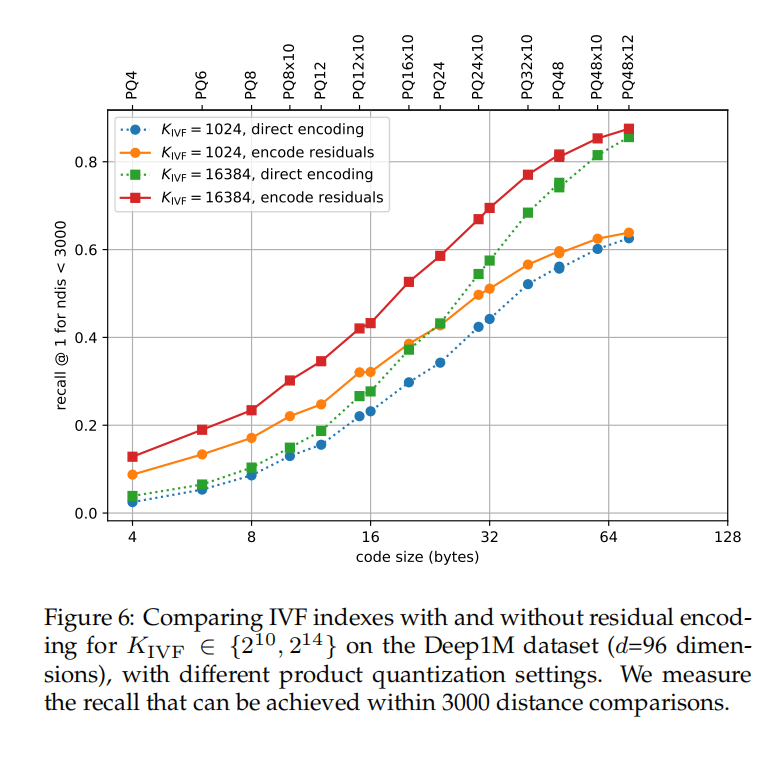 PQ4
PQ6
PQ8
PQ8x10
PQ12
PQ12x10
PQ16x10
PQ24
PQ24x10
PQ32x10
PQ48
PQ48x10
PQ48x12
K_IVF = 1024, direct encoding
K_IVF = 1024, encode residuals
K_IVF = 16384, direct encoding
K_IVF = 16384, encode residuals
recall @ 1 for ndis < 3000
0.8
0.6
0.4
0.2
0.0
4
8
16
32
64
128
code size (bytes)
Figure 6: Comparing IVF indexes with and without residual encod-
ing for K_IVF ∈ {2^10, 2^14} on the Deep1M dataset (d=96 dimen-
sions), with different product quantization settings. We measure
the recall that can be achieved within 3000 distance comparisons.